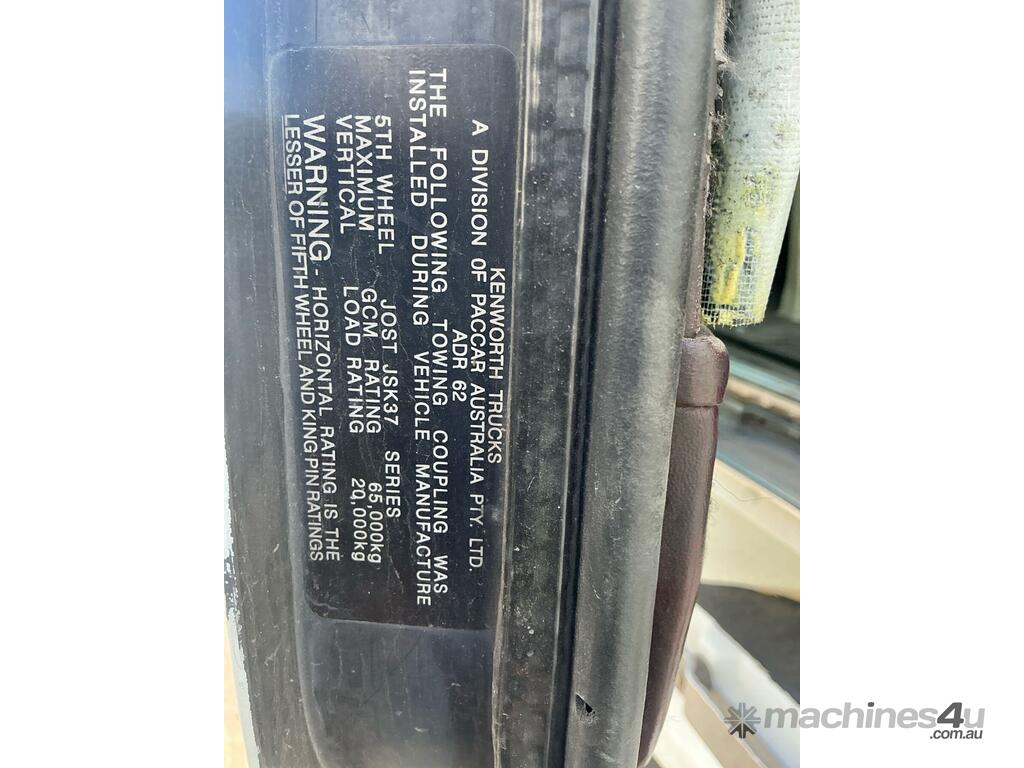 KENWORTH TRUCKS
A DIVISION OF PACCAR AUSTRALIA PTY. LTD.
ADR 62
THE FOLLOWING TOWING COUPLING WAS
INSTALLED DURING VEHICLE MANUFACTURE
5TH WHEEL JOST JSK37 SERIES
MAXIMUM GCM RATING 65,000kg
VERTICAL LOAD RATING 20,000kg
WARNING - HORIZONTAL RATING IS THE
LESSER OF FIFTH WHEEL AND KING PIN RATINGS
machines4u
.com.au